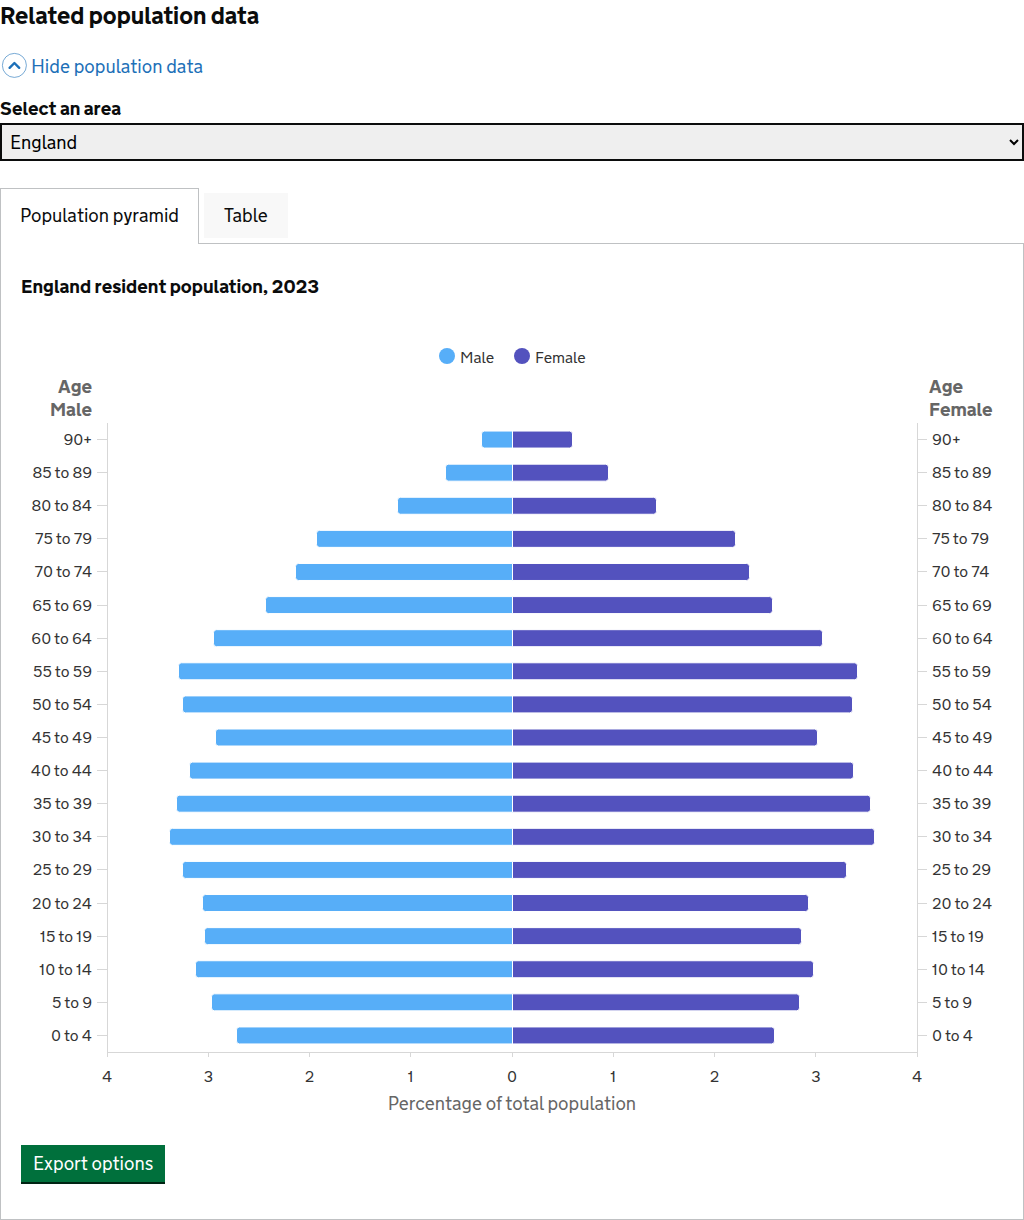 Related population data
Hide population data
Select an area
England
Population pyramid Table
England resident population, 2023
Male Female
Age Age
Male Female
90+ 90+
85 to 89 85 to 89
80 to 84 80 to 84
75 to 79 75 to 79
70 to 74 70 to 74
65 to 69 65 to 69
60 to 64 60 to 64
55 to 59 55 to 59
50 to 54 50 to 54
45 to 49 45 to 49
40 to 44 40 to 44
35 to 39 35 to 39
30 to 34 30 to 34
25 to 29 25 to 29
20 to 24 20 to 24
15 to 19 15 to 19
10 to 14 10 to 14
5 to 9 5 to 9
0 to 4 0 to 4
4 3 2 1 0 1 2 3 4
Percentage of total population
Export options